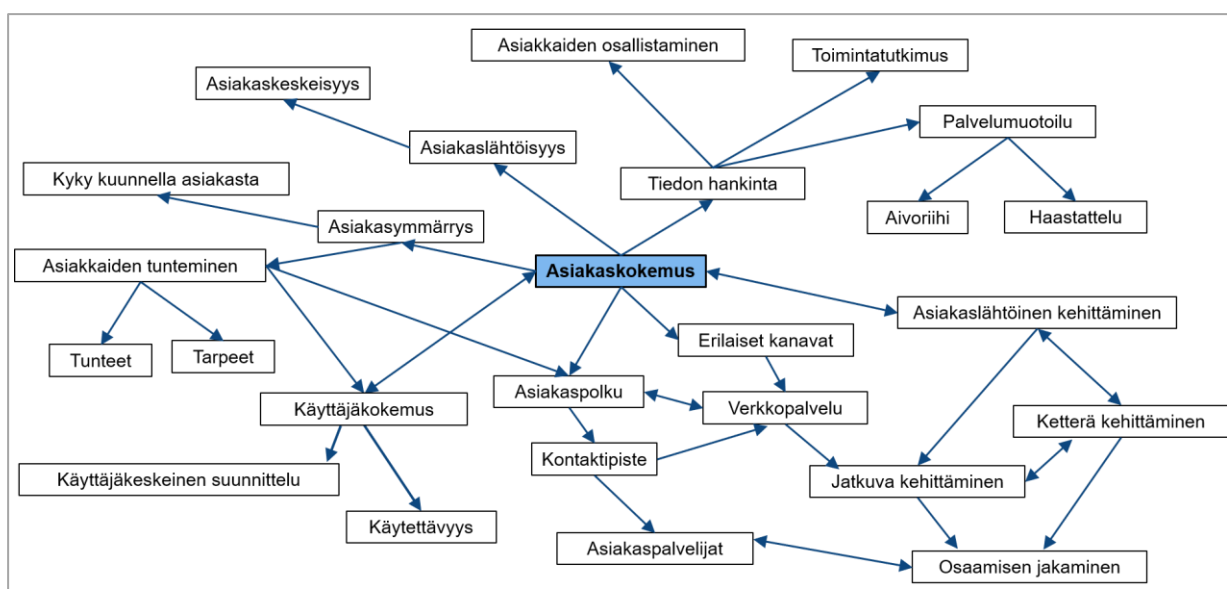 Asiakkaiden osallistaminen
Toimintatutkimus
Asiakaskeskeisyys
Palvelumuotoilu
Asiakaslähtöisyys
Kyky kuunnella asiakasta
Tiedon hankinta
Aivoriihi
Haastattelu
Asiakasymmärrys
Asiakkaiden tunteminen
Asiakaskokemus
Asiakaslähtöinen kehittäminen
Erilaiset kanavat
Tunteet
Tarpeet
Asiakaspolku
Käyttäjäkokemus
Verkkopalvelu
Ketterä kehittäminen
Kontaktipiste
Käyttäjäkeskeinen suunnittelu
Jatkuva kehittäminen
Käytettävyys
Asiakaspalvelijat
Osaamisen jakaminen